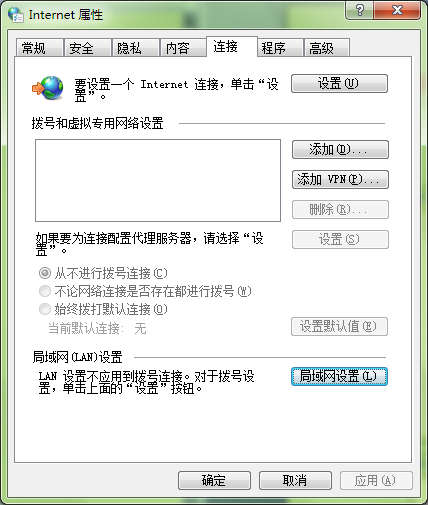 Internet 属性
常规 安全 隐私 内容 连接 程序 高级
要设置一个 Internet 连接，单击“设
置”。
设置(U)
拨号和虚拟专用网络设置
添加(D)...
添加 VPN(P)...
删除(R)...
如果要为连接配置代理服务器，请选择“设
置”。
设置(S)
从不进行拨号连接(C)
不论网络连接是否存在都进行拨号(W)
始终拨打默认连接(O)
当前默认连接: 无
设置默认值(E)
局域网(LAN)设置
LAN 设置不应用到拨号连接。对于拨号设
置，单击上面的“设置”按钮。
局域网设置(L)
确定 取消 应用(A)